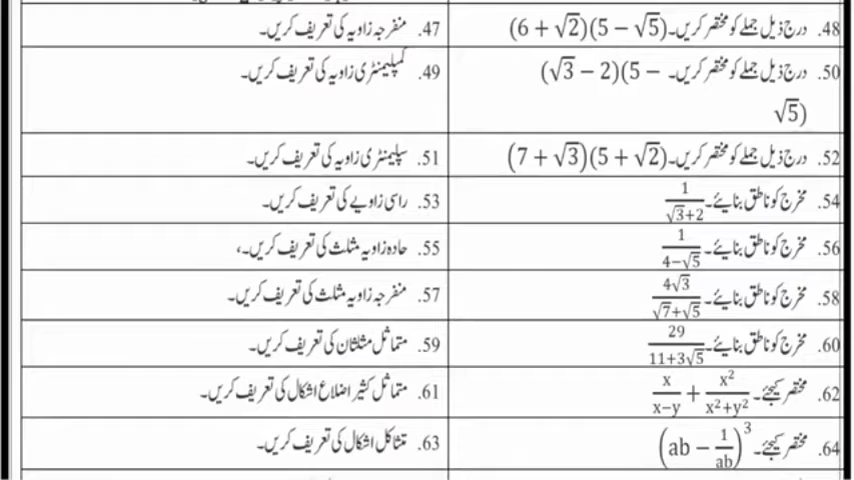 48. درج ذیل جملے کو مختصر کریں۔ (6 + √2)(5 − √5)
47. منفرجہ زاویہ کی تعریف کریں۔
50. درج ذیل جملے کو مختصر کریں۔ (√3 − 2)(5 −
√5)
49. کمپلیمنٹری زاویہ کی تعریف کریں۔
52. درج ذیل جملے کو مختصر کریں۔ (7 + √3)(5 + √2)
51. سپلیمنٹری زاویہ کی تعریف کریں۔
54. مخرج کو ناطق بنائیے۔ 1/(√3+2)
53. راسی زاویے کی تعریف کریں۔
56. مخرج کو ناطق بنائیے۔ 1/(4−√5)
55. حادہ زاویہ مثلث کی تعریف کریں۔،
58. مخرج کو ناطق بنائیے۔ 4√3/(√7+√5)
57. منفرجہ زاویہ مثلث کی تعریف کریں۔
60. مخرج کو ناطق بنائیے۔ 29/(11+3√5)
59. متماثل مثلثان کی تعریف کریں۔
62. مختصر کیجئے۔ x/(x−y) + x²/(x²+y²)
61. متماثل کثیر اضلاع اشکال کی تعریف کریں۔
64. مختصر کیجئے۔ (ab − 1/ab)³
63. تشاکل اشکال کی تعریف کریں۔